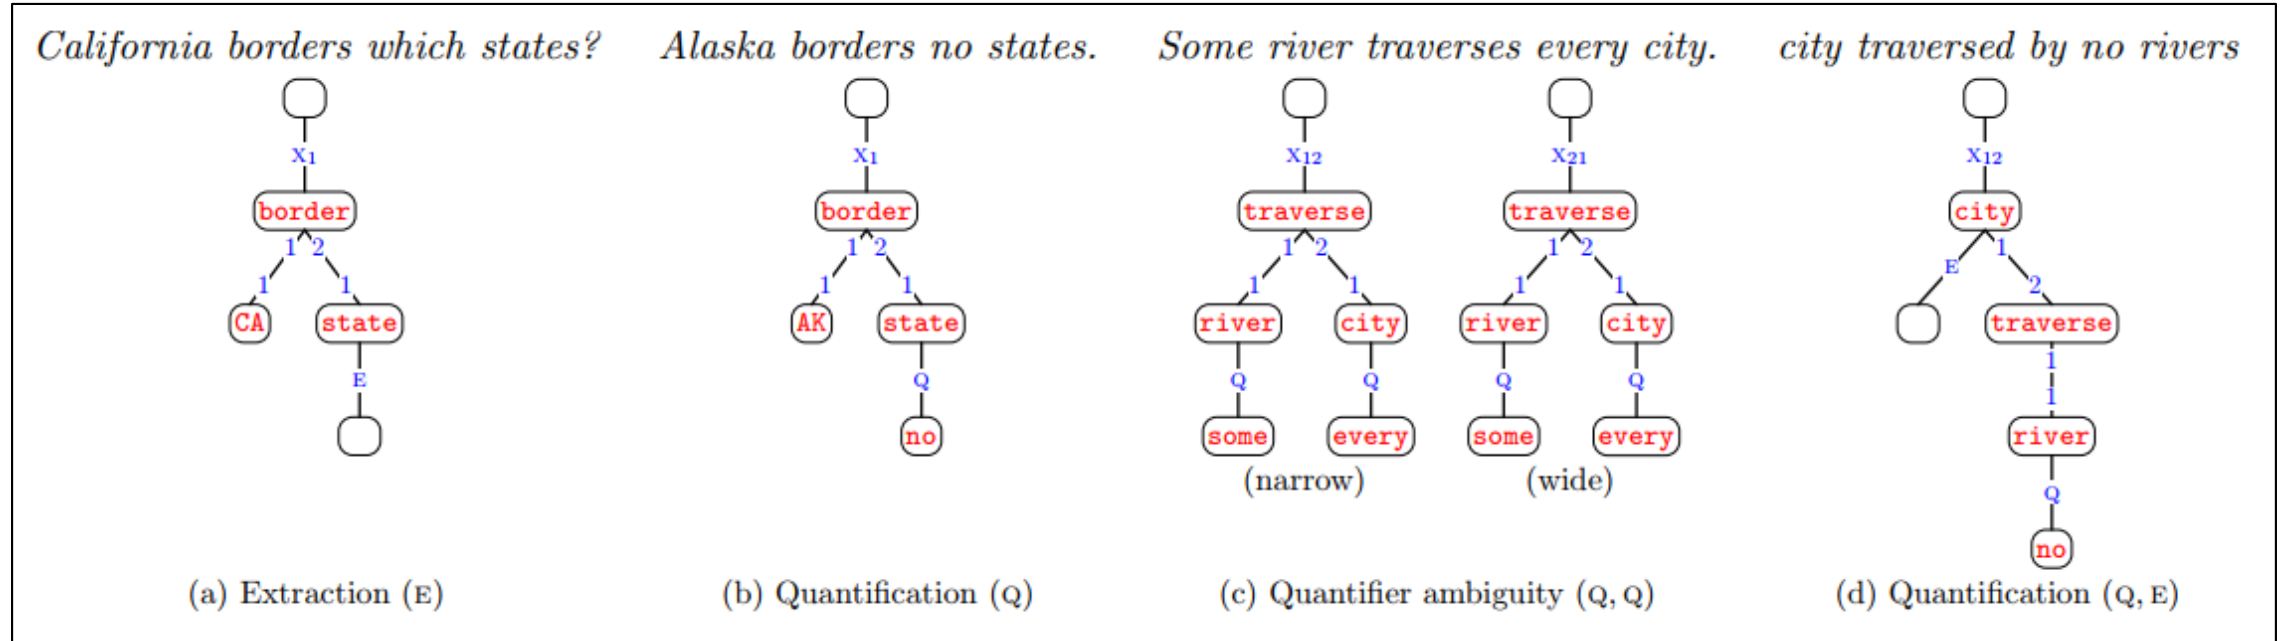 California borders which states?
Alaska borders no states.
Some river traverses every city.
city traversed by no rivers
X1
X1
X12
X21
X12
border
border
traverse
traverse
city
1 2
1 2
1 2
1 2
E 1
1 1
1 1
1 1
1 1
2
CA
state
AK
state
river
city
river
city
traverse
E
Q
Q
Q
Q
Q
1
1
no
some
every
some
every
river
(narrow)
(wide)
Q
no
(a) Extraction (E)
(b) Quantification (Q)
(c) Quantifier ambiguity (Q, Q)
(d) Quantification (Q, E)